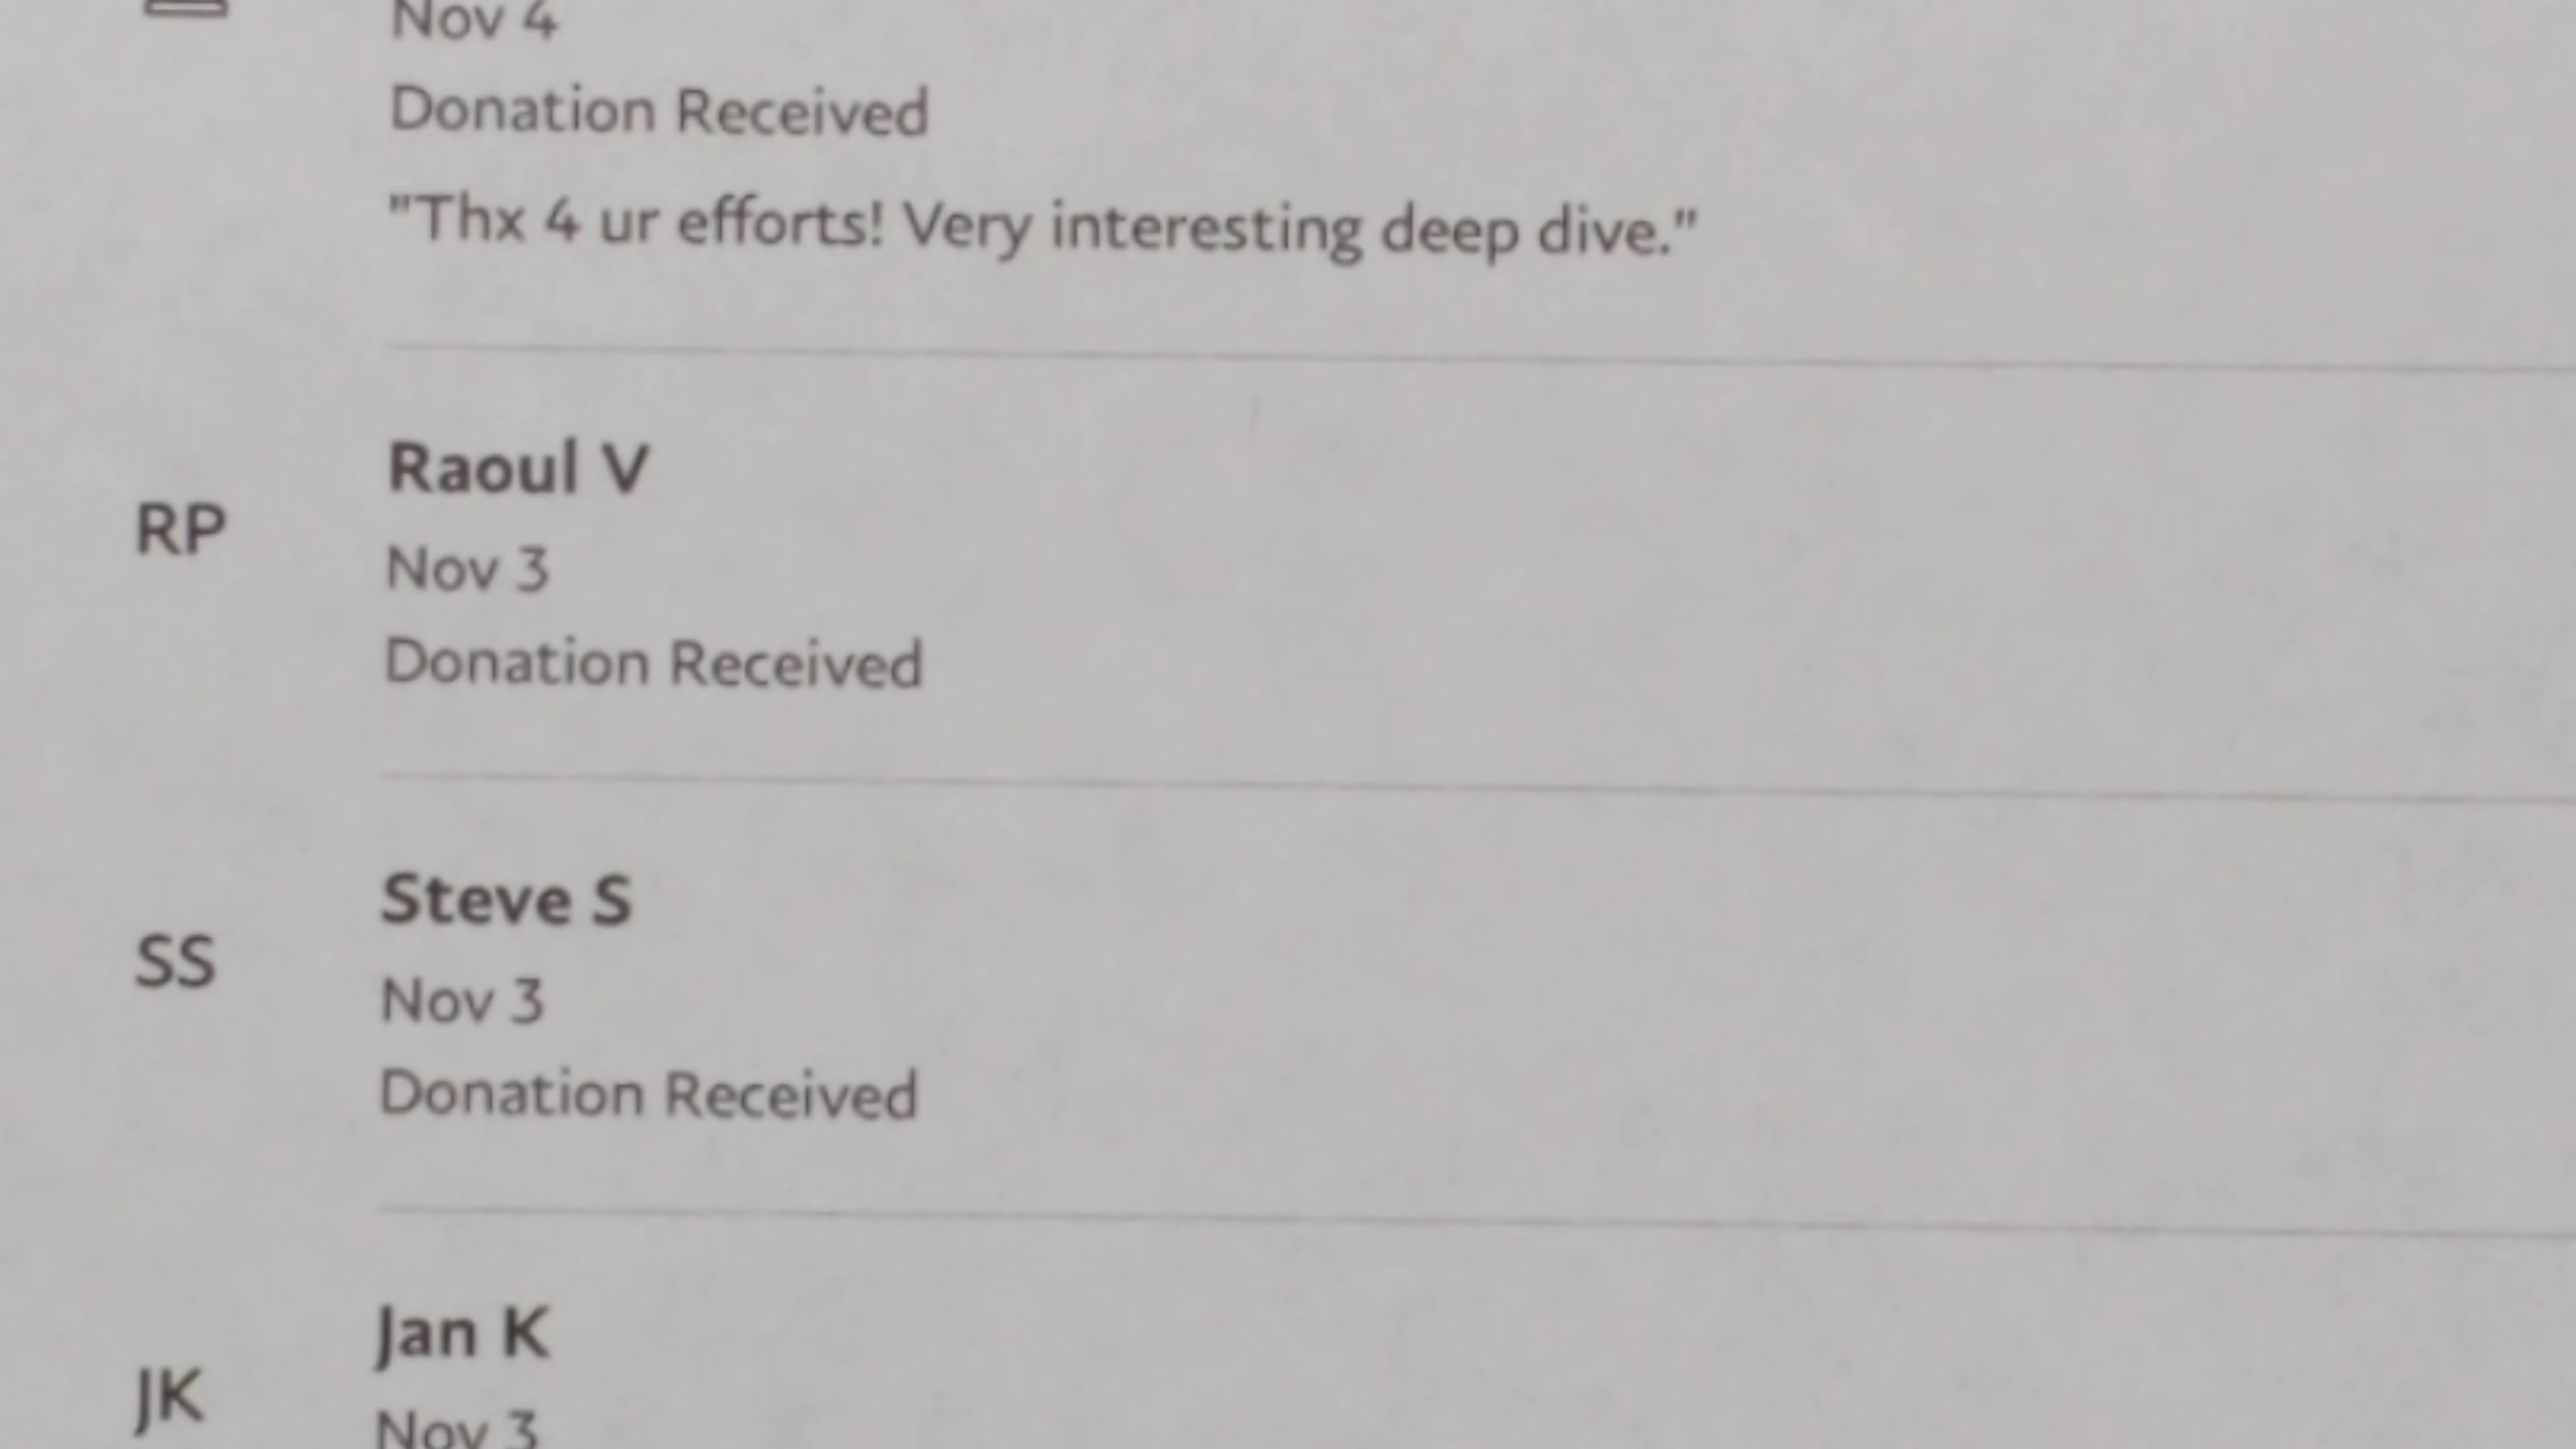 Nov 4
Donation Received
"Thx 4 ur efforts! Very interesting deep dive."
RP
Raoul V
Nov 3
Donation Received
SS
Steve S
Nov 3
Donation Received
JK
Jan K
Nov 3